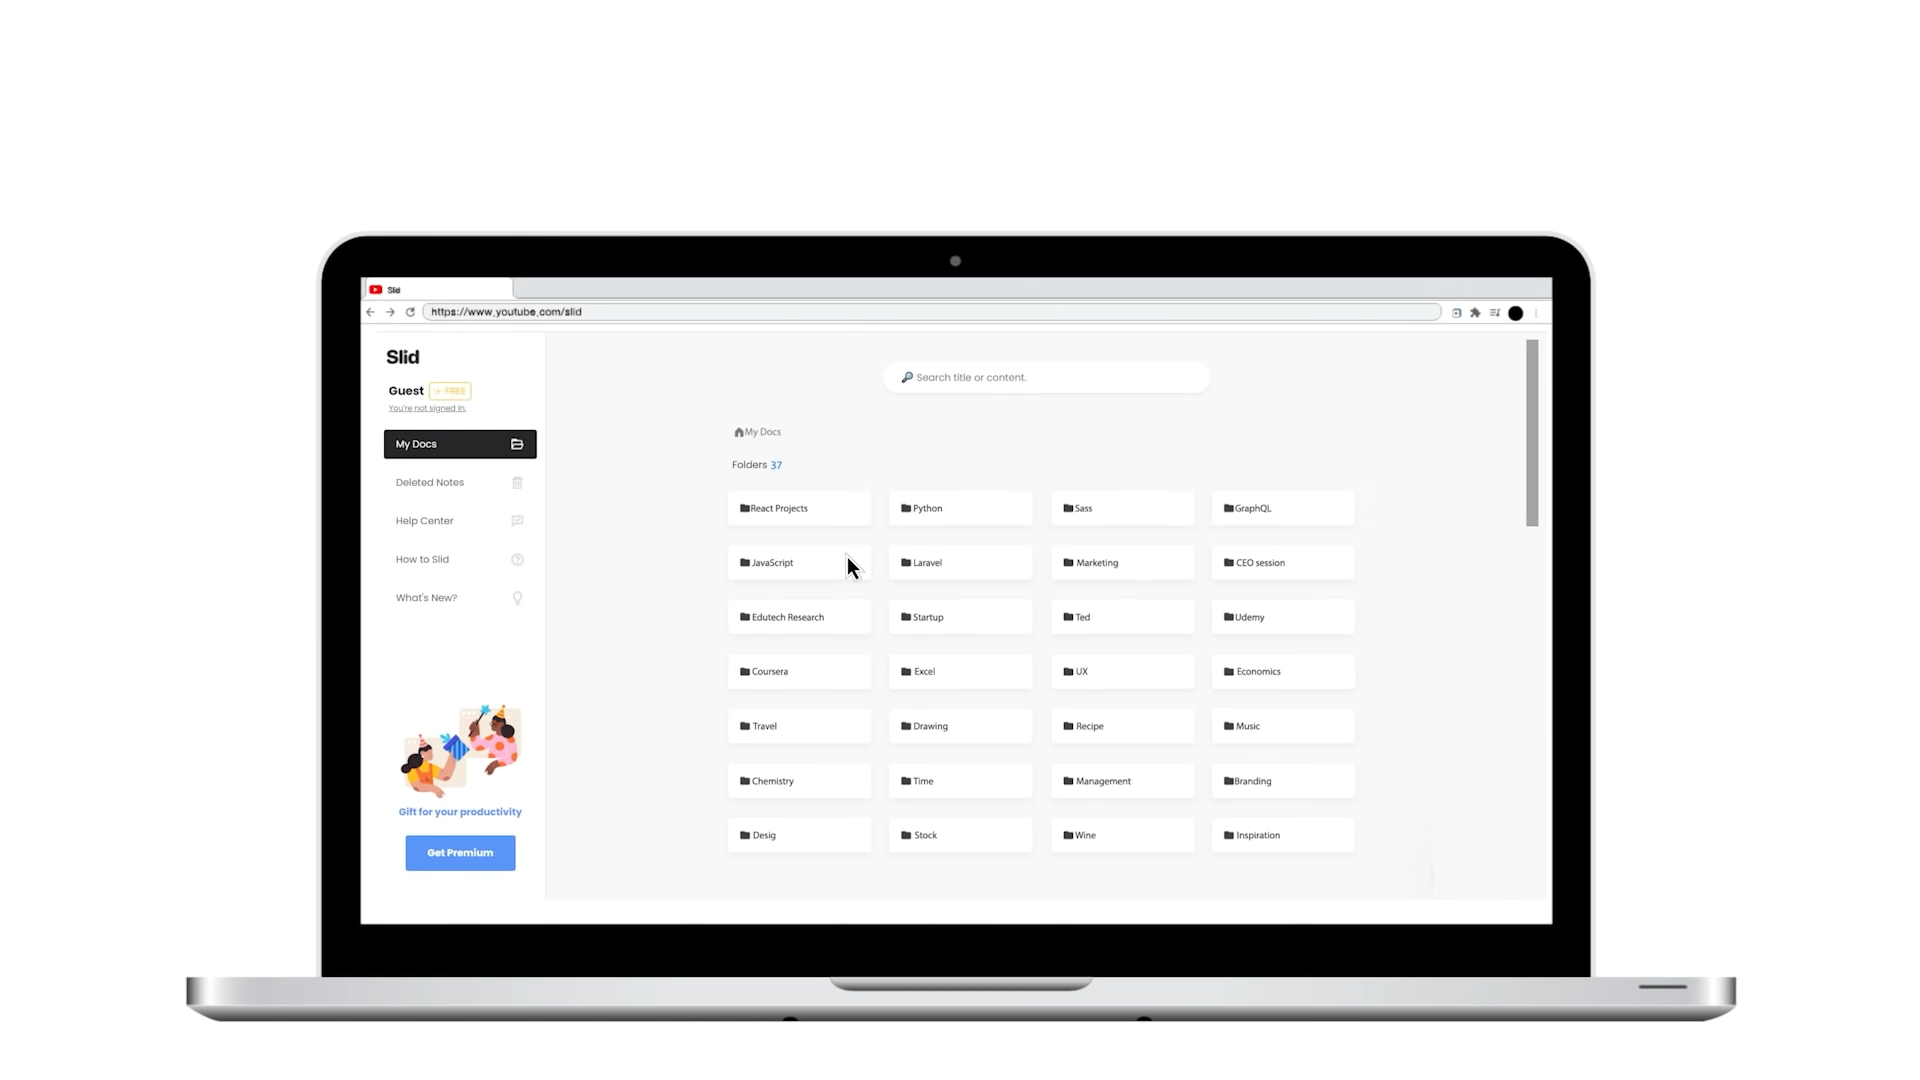 Slid
https://www.youtube.com/slid
Slid
Guest FREE
You're not signed in.
My Docs
Deleted Notes
Help Center
How to Slid
What's New?
Gift for your productivity
Get Premium
Search title or content.
My Docs
Folders 37
React Projects Python Sass GraphQL
JavaScript Laravel Marketing CEO session
Edutech Research Startup Ted Udemy
Coursera Excel UX Economics
Travel Drawing Recipe Music
Chemistry Time Management Branding
Desig Stock Wine Inspiration